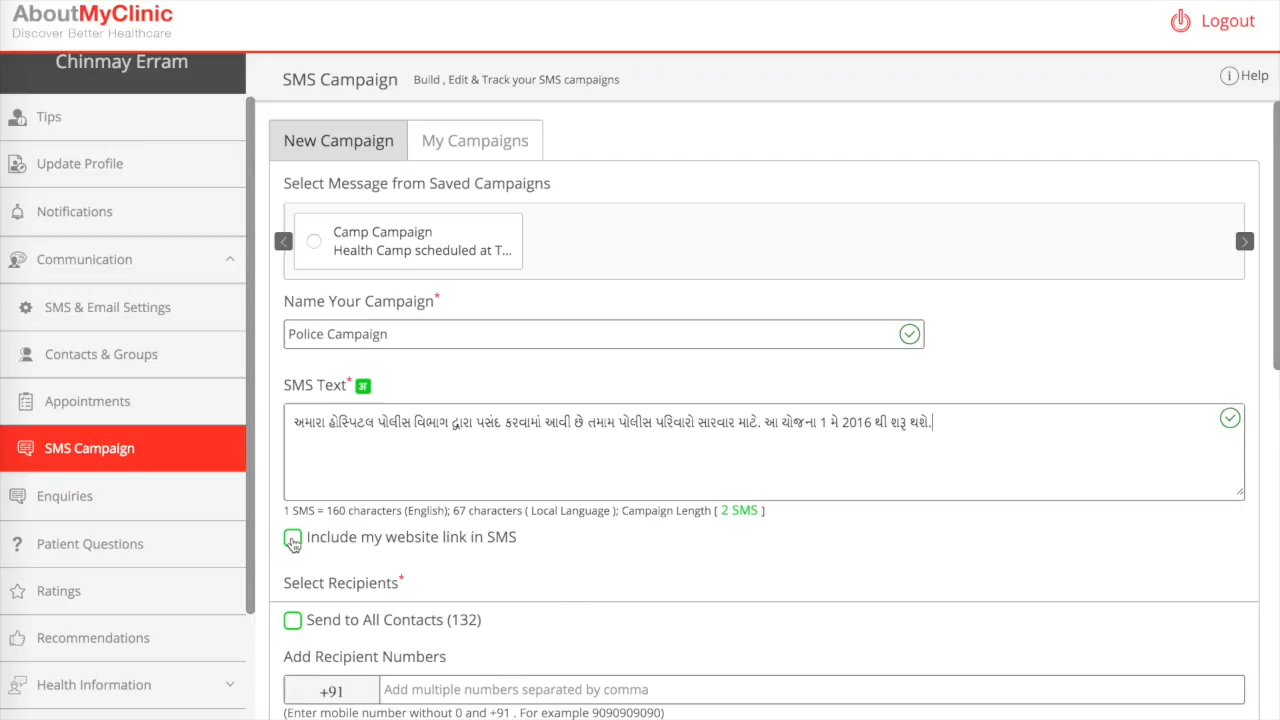 AboutMyClinic
Discover Better Healthcare
Logout
Chinmay Erram
SMS Campaign Build , Edit & Track your SMS campaigns
Help
Tips
Update Profile
Notifications
Communication
SMS & Email Settings
Contacts & Groups
Appointments
SMS Campaign
Enquiries
Patient Questions
Ratings
Recommendations
Health Information
New Campaign My Campaigns
Select Message from Saved Campaigns
Camp Campaign
Health Camp scheduled at T...
Name Your Campaign*
Police Campaign
SMS Text* अ
અમારા હોસ્પિટલ પોલીસ વિભાગ દ્વારા પસંદ કરવામાં આવી છે તમામ પોલીસ પરિવારો સારવાર માટે. આ યોજના 1 મે 2016 થી શરૂ થશે.
1 SMS = 160 characters (English); 67 characters ( Local Language ); Campaign Length [ 2 SMS ]
Include my website link in SMS
Select Recipients*
Send to All Contacts (132)
Add Recipient Numbers
+91 Add multiple numbers separated by comma
(Enter mobile number without 0 and +91 . For example 9090909090)